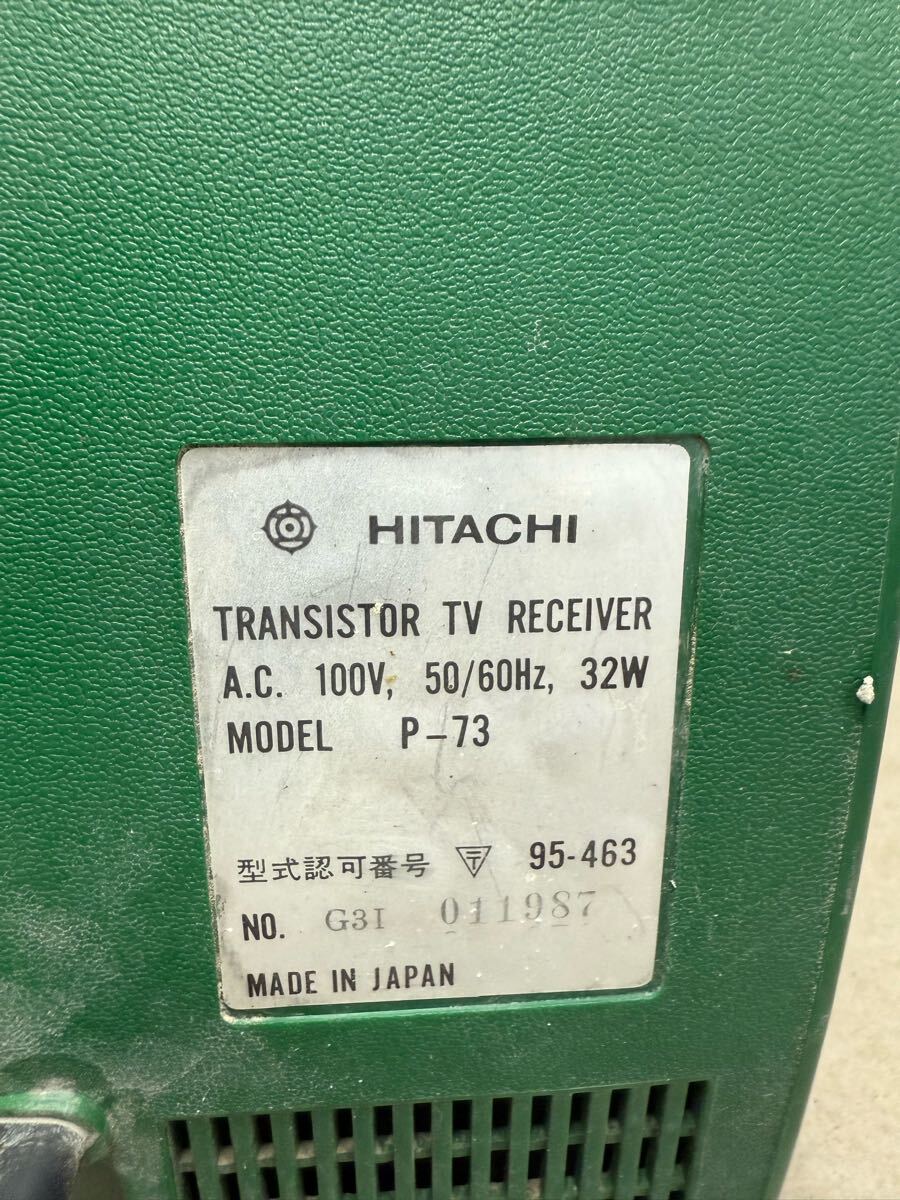 HITACHI
TRANSISTOR TV RECEIVER
A.C. 100V, 50/60Hz, 32W
MODEL P-73
型式認可番号 〒 95-463
NO. G3I 011987
MADE IN JAPAN